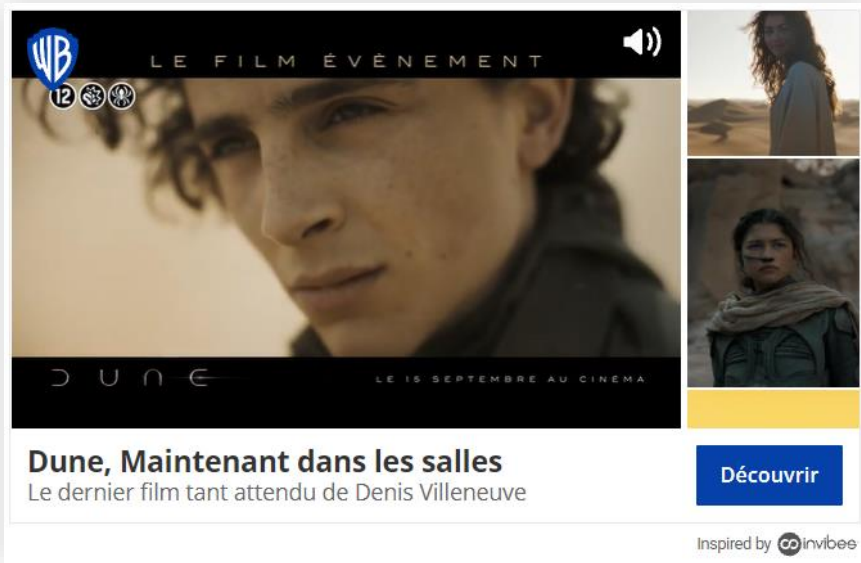 WB
LE FILM ÉVÈNEMENT
12
DUNE
LE 15 SEPTEMBRE AU CINÉMA
Dune, Maintenant dans les salles
Le dernier film tant attendu de Denis Villeneuve
Découvrir
Inspired by invibes